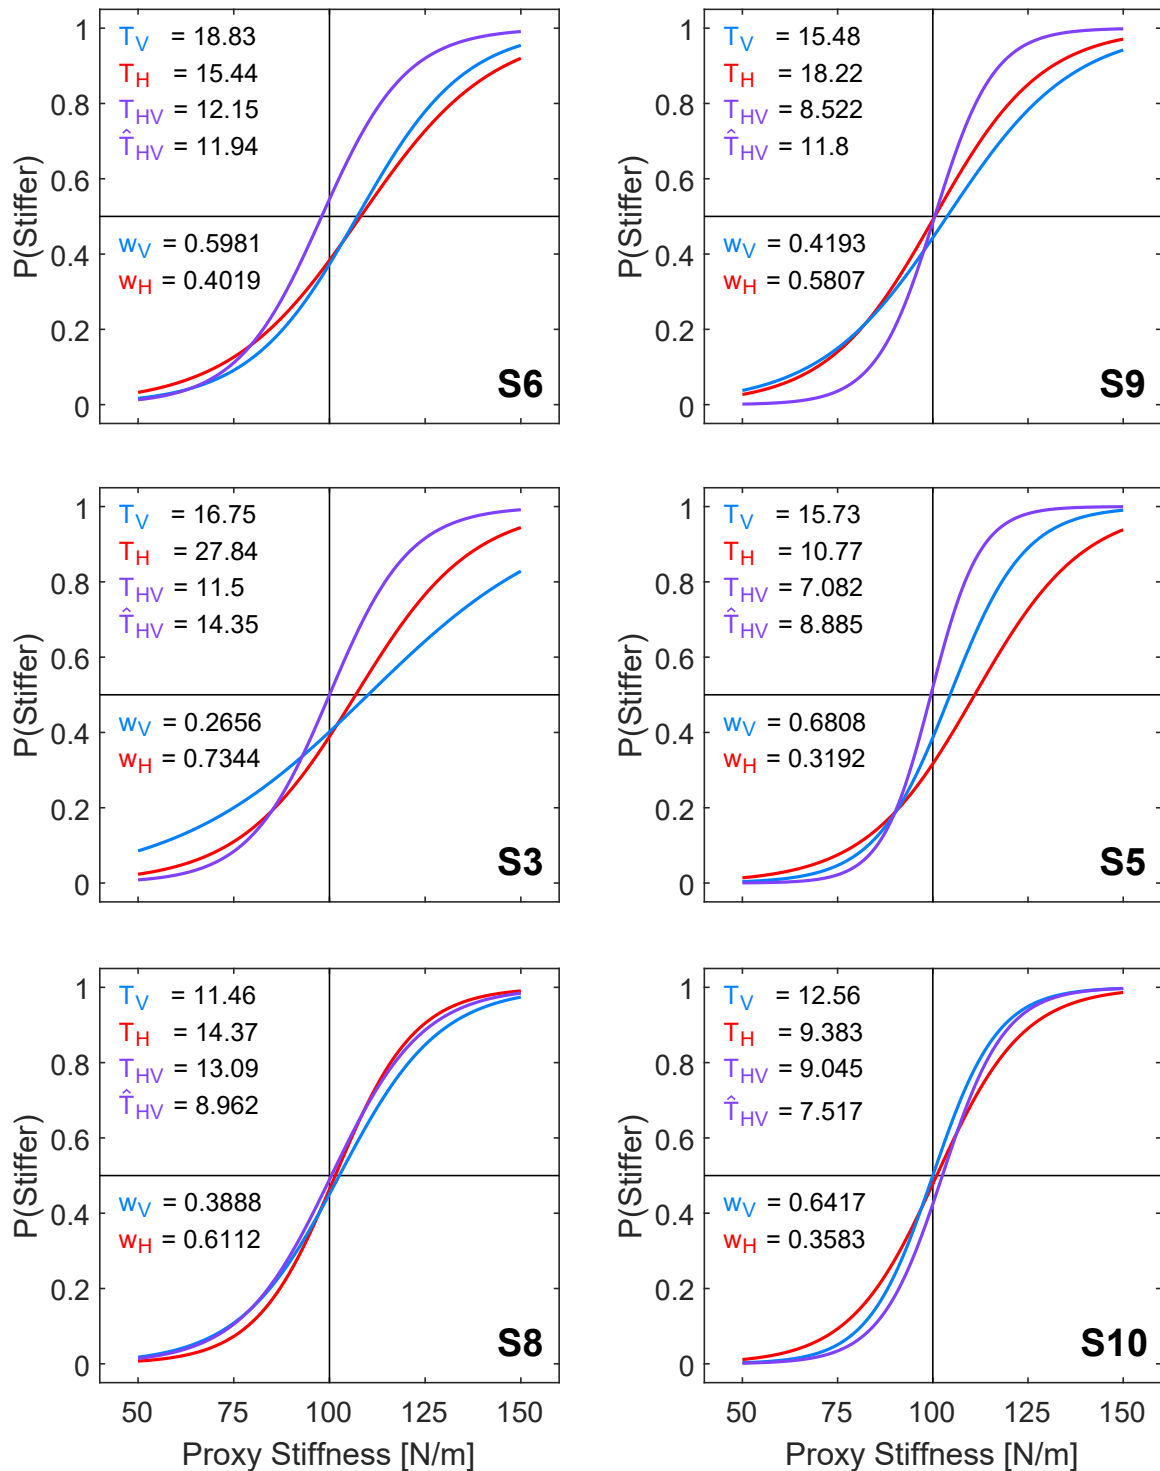 T_V = 18.83
T_H = 15.44
T_HV = 12.15
T̂_HV = 11.94
w_V = 0.5981
w_H = 0.4019
S6
1
0.8
0.6
0.4
0.2
0
P(Stiffer)
T_V = 15.48
T_H = 18.22
T_HV = 8.522
T̂_HV = 11.8
w_V = 0.4193
w_H = 0.5807
S9
1
0.8
0.6
0.4
0.2
0
P(Stiffer)
T_V = 16.75
T_H = 27.84
T_HV = 11.5
T̂_HV = 14.35
w_V = 0.2656
w_H = 0.7344
S3
1
0.8
0.6
0.4
0.2
0
P(Stiffer)
T_V = 15.73
T_H = 10.77
T_HV = 7.082
T̂_HV = 8.885
w_V = 0.6808
w_H = 0.3192
S5
1
0.8
0.6
0.4
0.2
0
P(Stiffer)
T_V = 11.46
T_H = 14.37
T_HV = 13.09
T̂_HV = 8.962
w_V = 0.3888
w_H = 0.6112
S8
1
0.8
0.6
0.4
0.2
0
P(Stiffer)
50 75 100 125 150
Proxy Stiffness [N/m]
T_V = 12.56
T_H = 9.383
T_HV = 9.045
T̂_HV = 7.517
w_V = 0.6417
w_H = 0.3583
S10
1
0.8
0.6
0.4
0.2
0
P(Stiffer)
50 75 100 125 150
Proxy Stiffness [N/m]